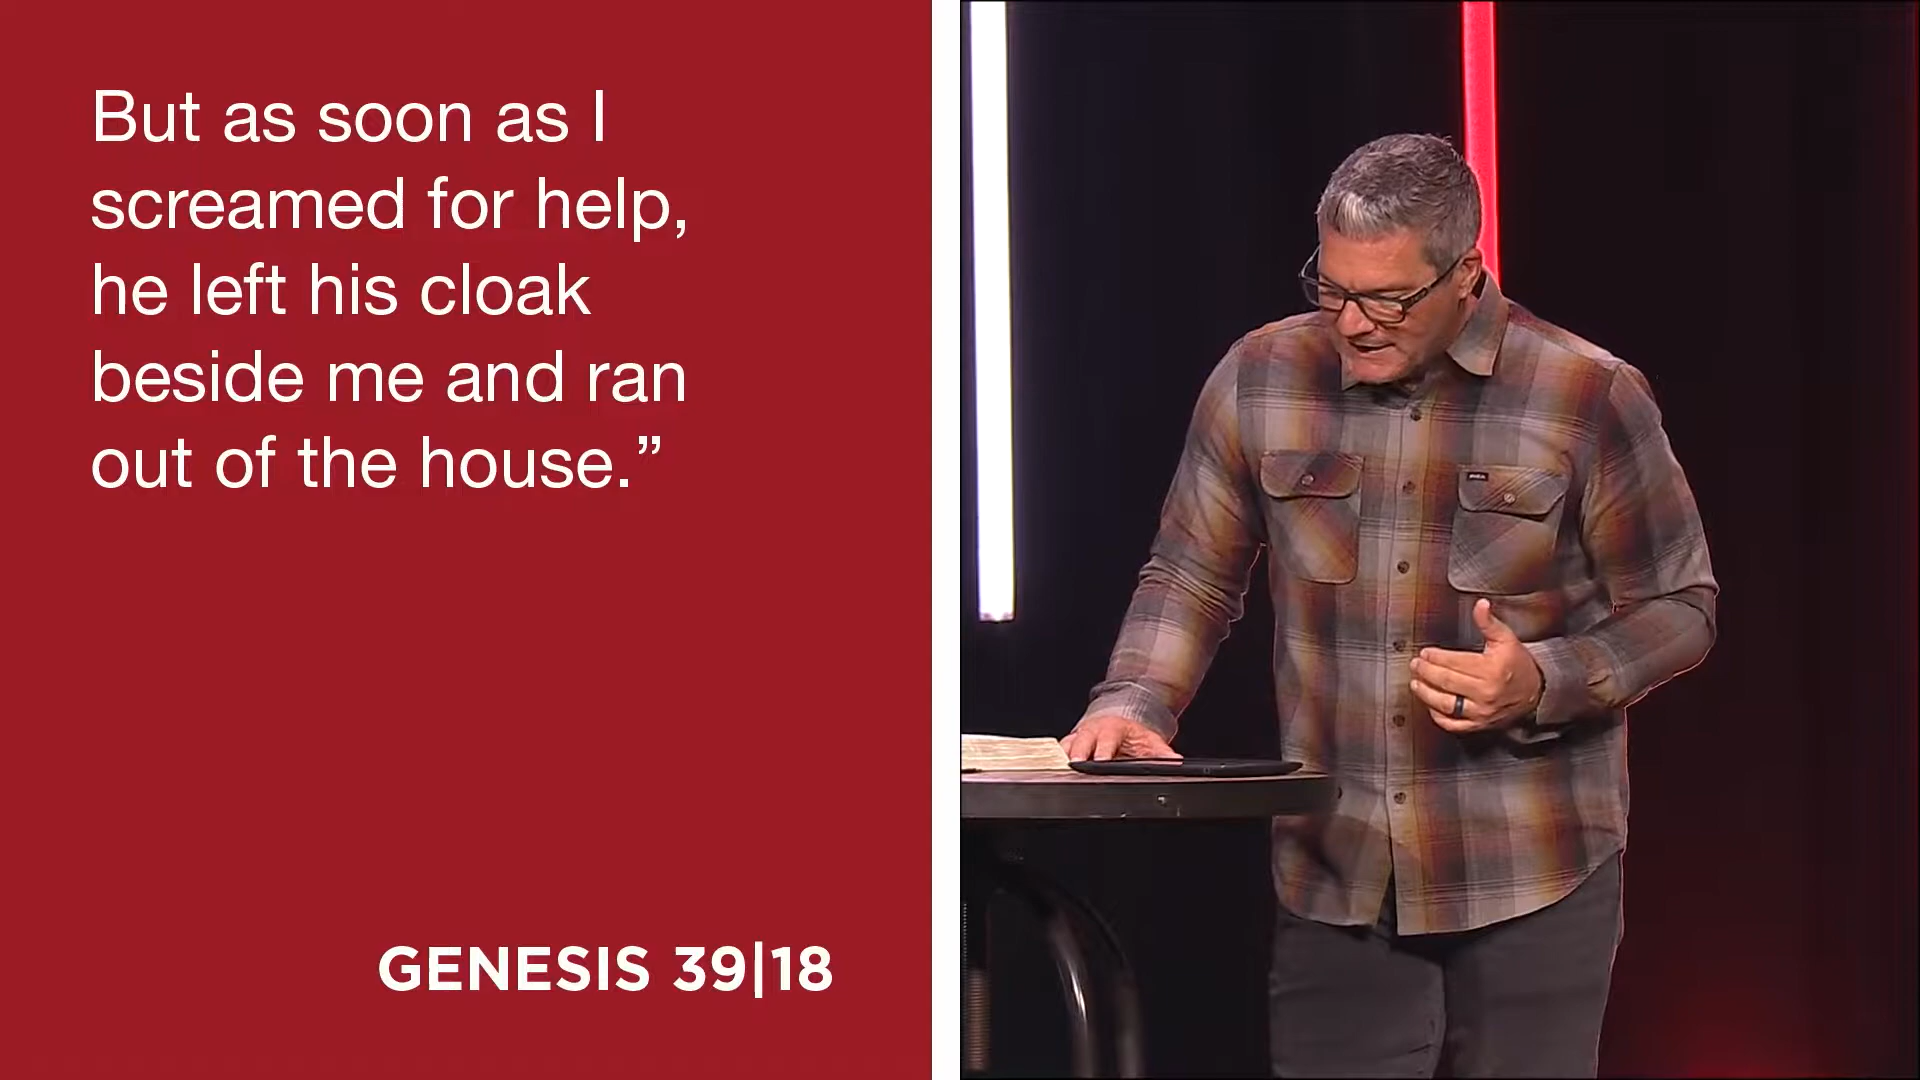 But as soon as I
screamed for help,
he left his cloak
beside me and ran
out of the house.”
GENESIS 39|18